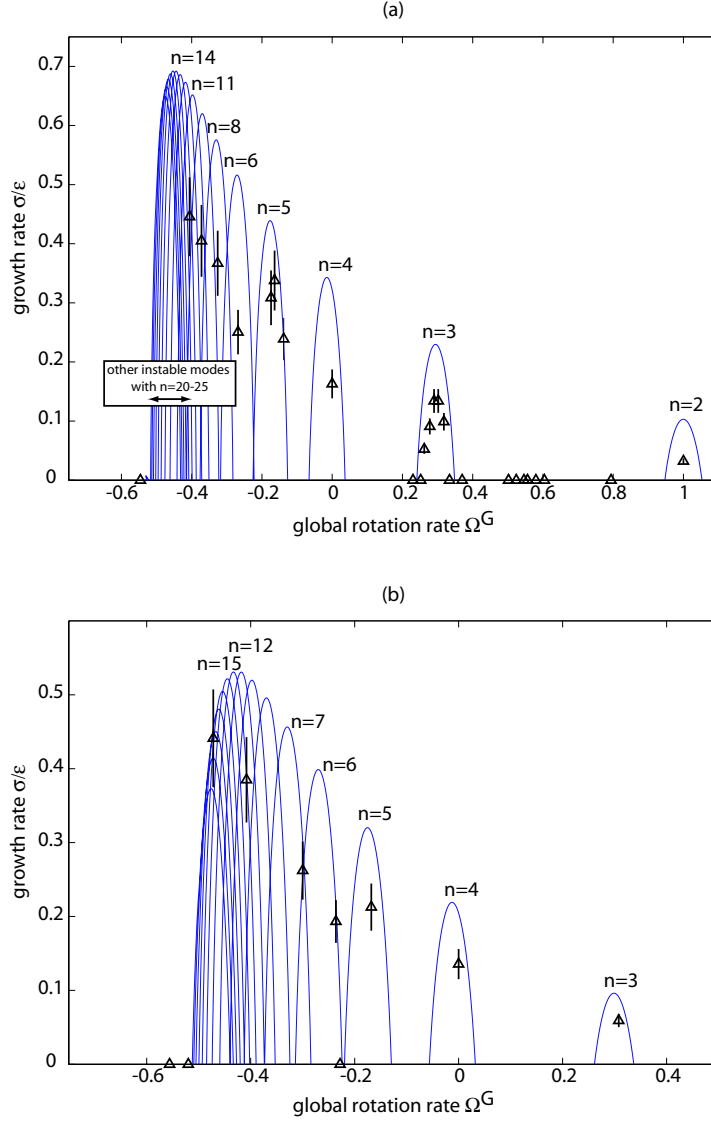 (a)
0.7
0.6
0.5
0.4
0.3
0.2
0.1
0
growth rate σ/ε
n=14
n=11
n=8
n=6
n=5
n=4
n=3
n=2
other instable modes
with n=20-25
-0.6 -0.4 -0.2 0 0.2 0.4 0.6 0.8 1
global rotation rate Ω^G
(b)
0.5
0.4
0.3
0.2
0.1
0
growth rate σ/ε
n=12
n=15
n=7
n=6
n=5
n=4
n=3
-0.6 -0.4 -0.2 0 0.2 0.4
global rotation rate Ω^G